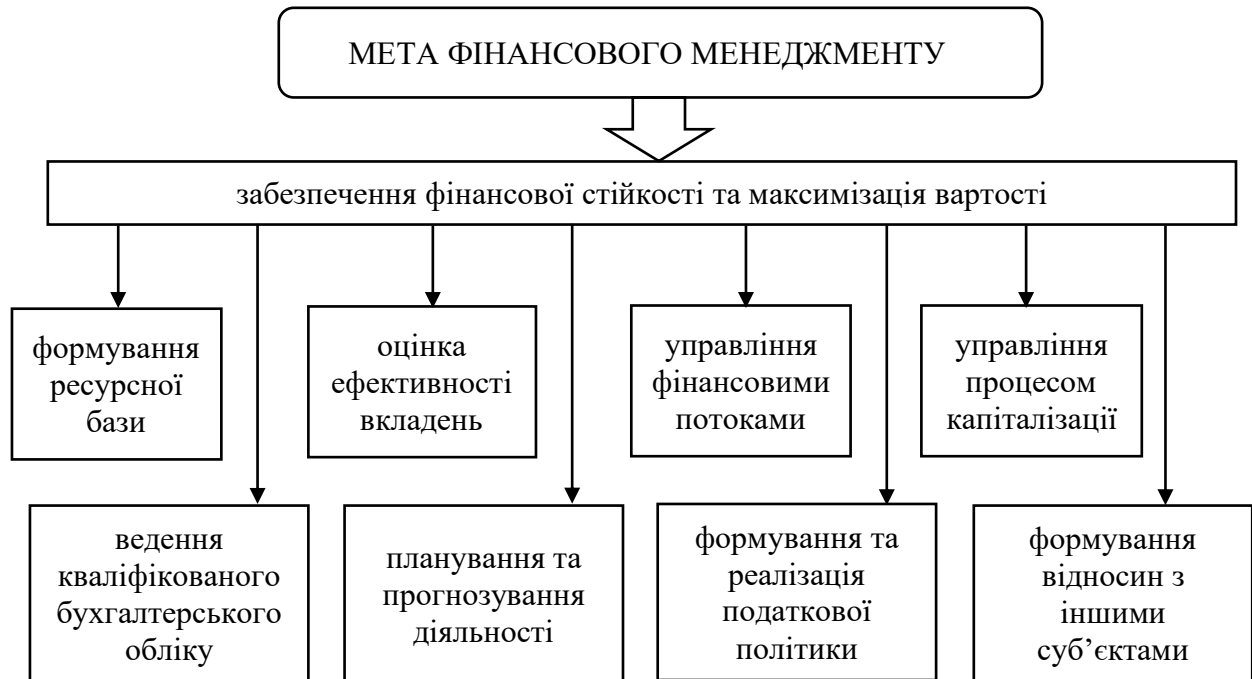 МЕТА ФІНАНСОВОГО МЕНЕДЖМЕНТУ
забезпечення фінансової стійкості та максимізація вартості
формування
ресурсної
бази
оцінка
ефективності
вкладень
управління
фінансовими
потоками
управління
процесом
капіталізації
ведення
кваліфікованого
бухгалтерського
обліку
планування та
прогнозування
діяльності
формування та
реалізація
податкової
політики
формування
відносин з
іншими
суб’єктами